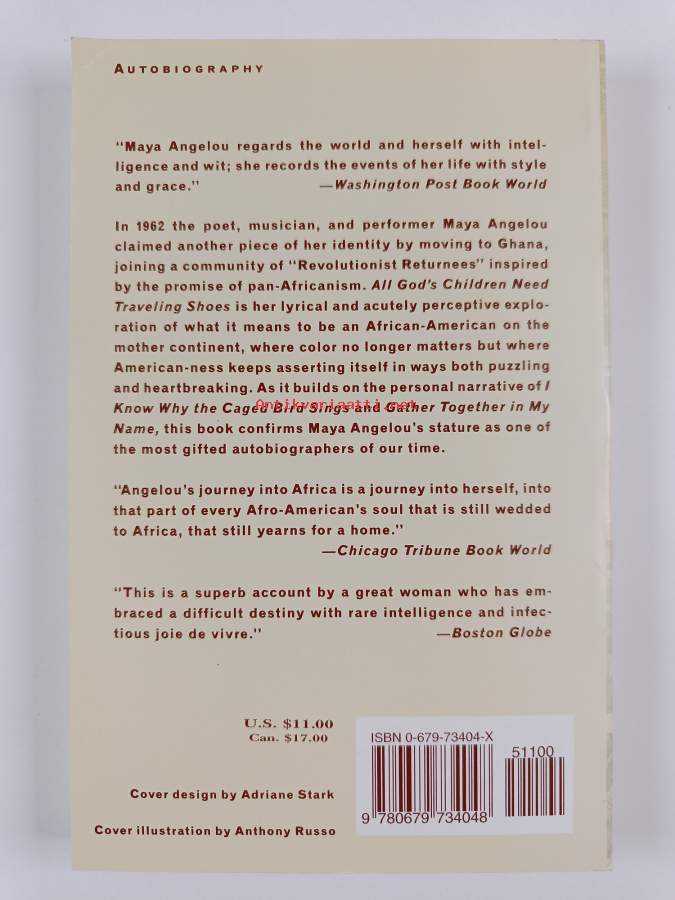 AUTOBIOGRAPHY
"Maya Angelou regards the world and herself with intel-
ligence and wit; she records the events of her life with style
and grace." —Washington Post Book World
In 1962 the poet, musician, and performer Maya Angelou
claimed another piece of her identity by moving to Ghana,
joining a community of "Revolutionist Returnees" inspired
by the promise of pan-Africanism. All God's Children Need
Traveling Shoes is her lyrical and acutely perceptive explo-
ration of what it means to be an African-American on the
mother continent, where color no longer matters but where
American-ness keeps asserting itself in ways both puzzling
and heartbreaking. As it builds on the personal narrative of I
Antikvariaatti.net
Know Why the Caged Bird Sings and Gather Together in My
Name, this book confirms Maya Angelou's stature as one of
the most gifted autobiographers of our time.
"Angelou's journey into Africa is a journey into herself, into
that part of every Afro-American's soul that is still wedded
to Africa, that still yearns for a home."
—Chicago Tribune Book World
"This is a superb account by a great woman who has em-
braced a difficult destiny with rare intelligence and infec-
tious joie de vivre." —Boston Globe
U.S. $11.00
Can. $17.00
ISBN 0-679-73404-X
51100
9 780679 734048
Cover design by Adriane Stark
Cover illustration by Anthony Russo